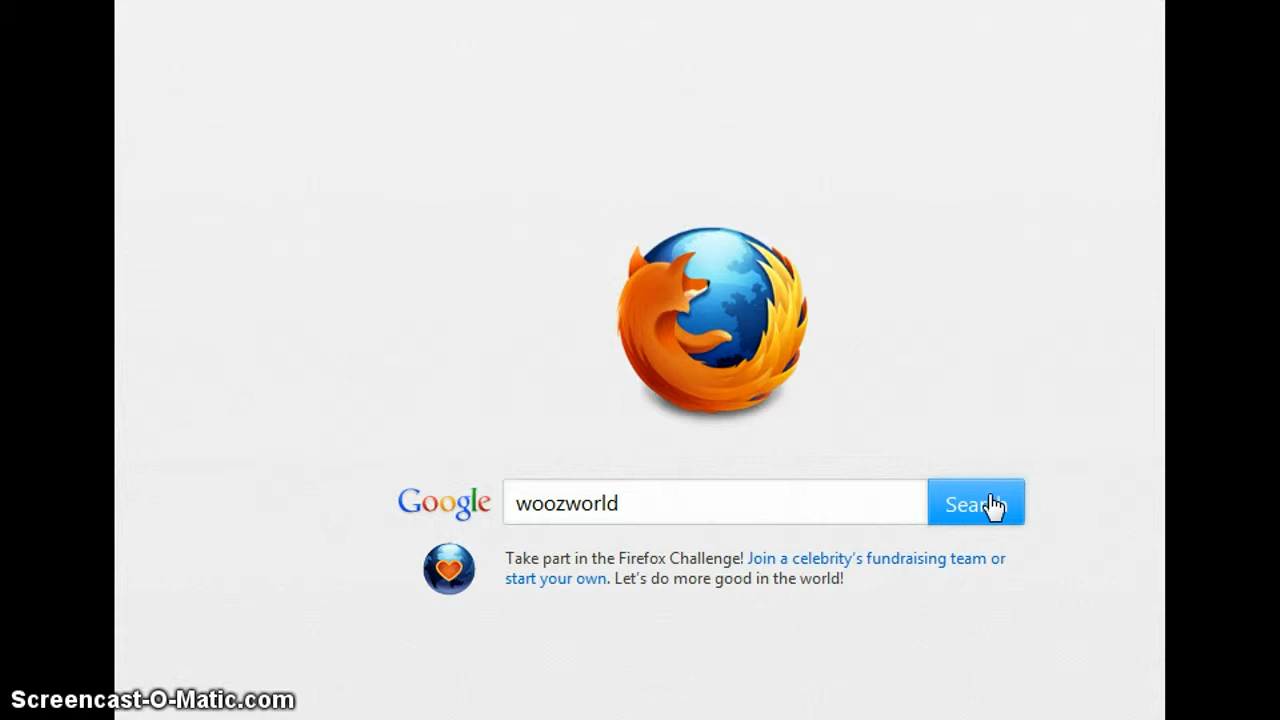 Google
woozworld
Search
Take part in the Firefox Challenge! Join a celebrity's fundraising team or
start your own. Let's do more good in the world!
Screencast-O-Matic.com